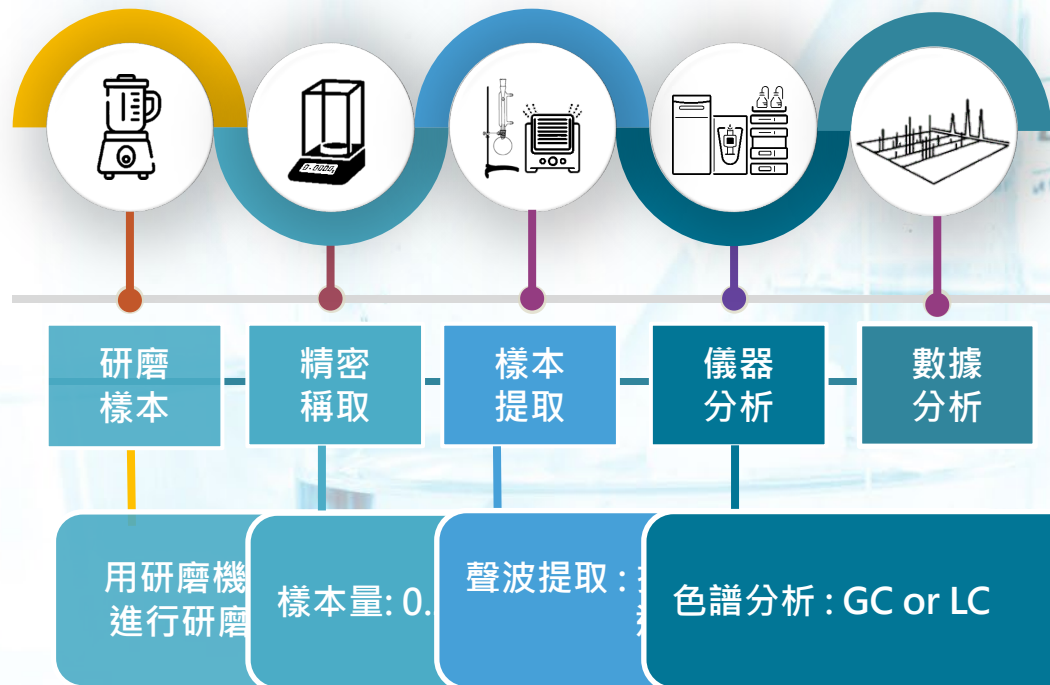 0.0000
研磨
樣本
精密
稱取
樣本
提取
儀器
分析
數據
分析
用研磨機
進行研磨
樣本量: 0.
聲波提取 :
色譜分析 : GC or LC